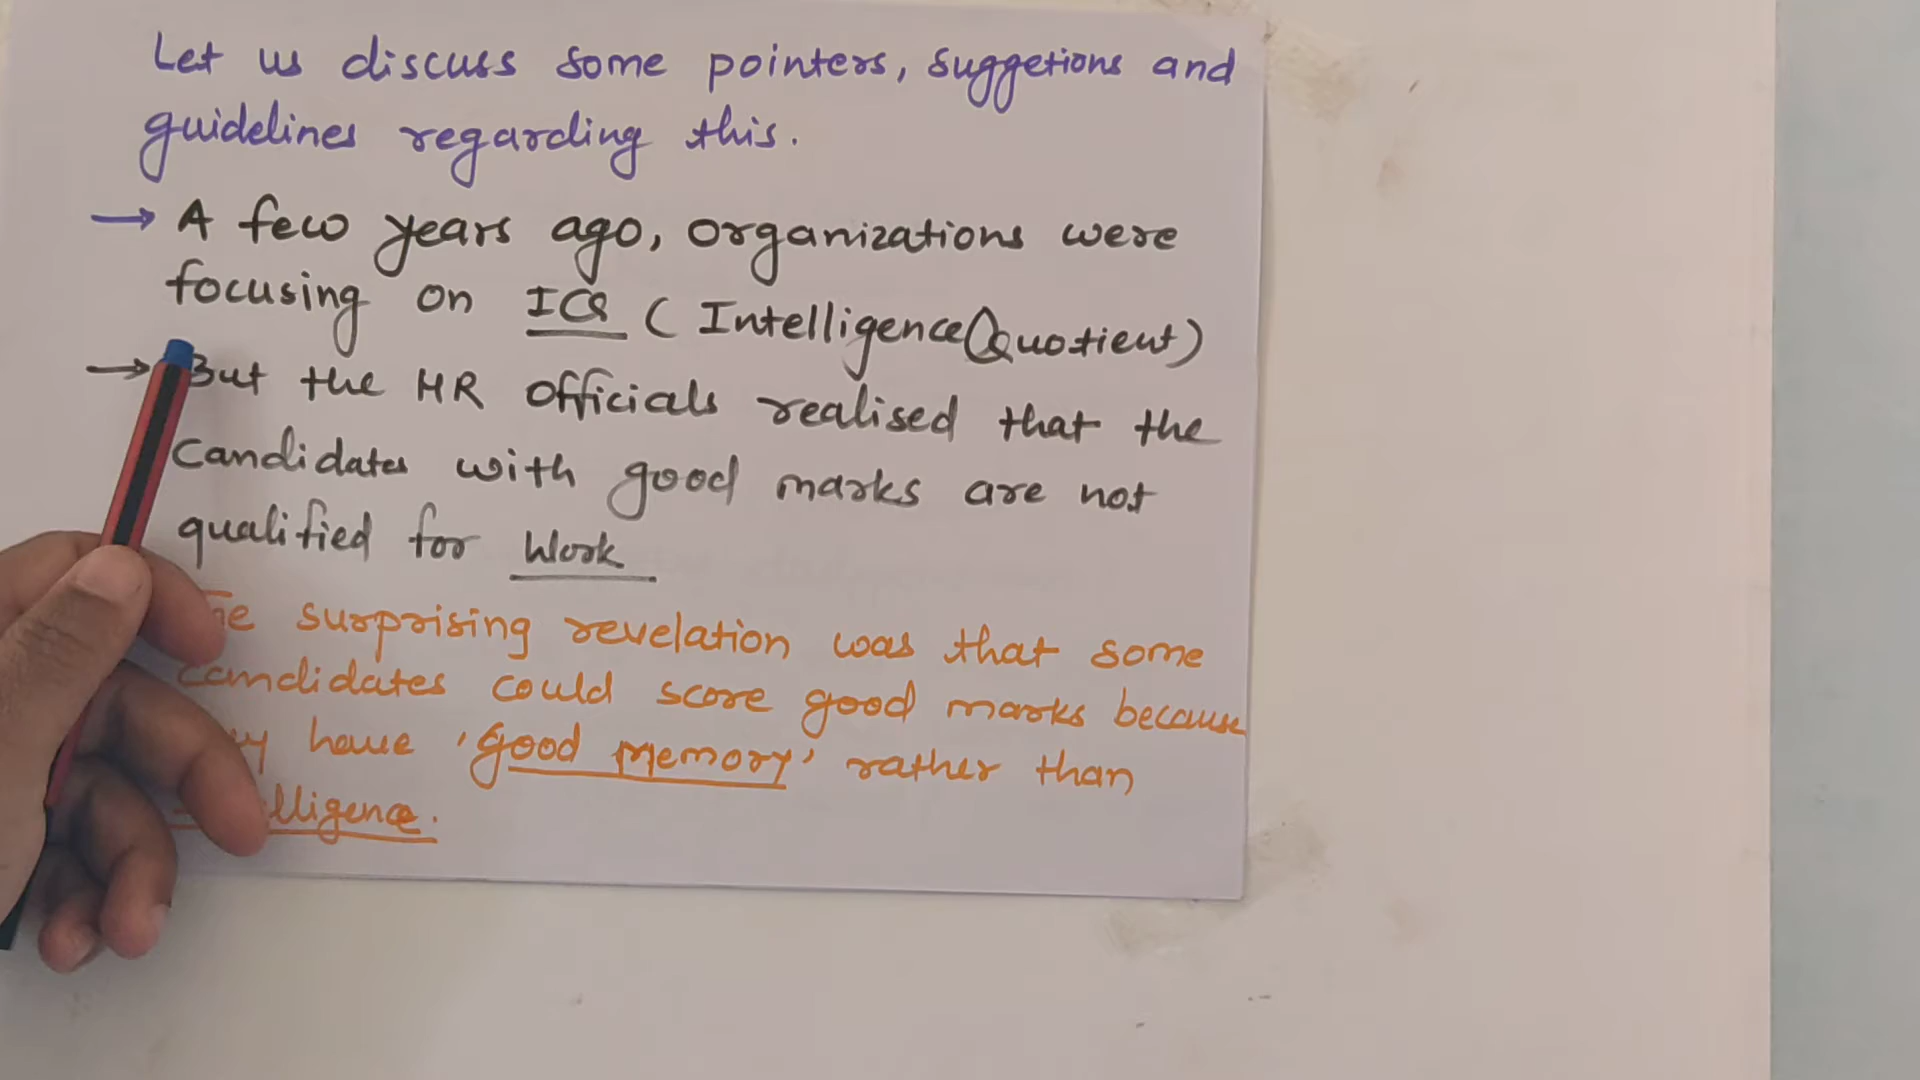 Let us discuss some pointers, suggetions and
guidelines regarding this.
→ A few years ago, organizations were
focusing on ICQ (Intelligence Quotient)
→ But the HR officials realised that the
candidates with good marks are not
qualified for Work
surprising revelation was that some
candidates could score good marks because
have 'Good Memory' rather than